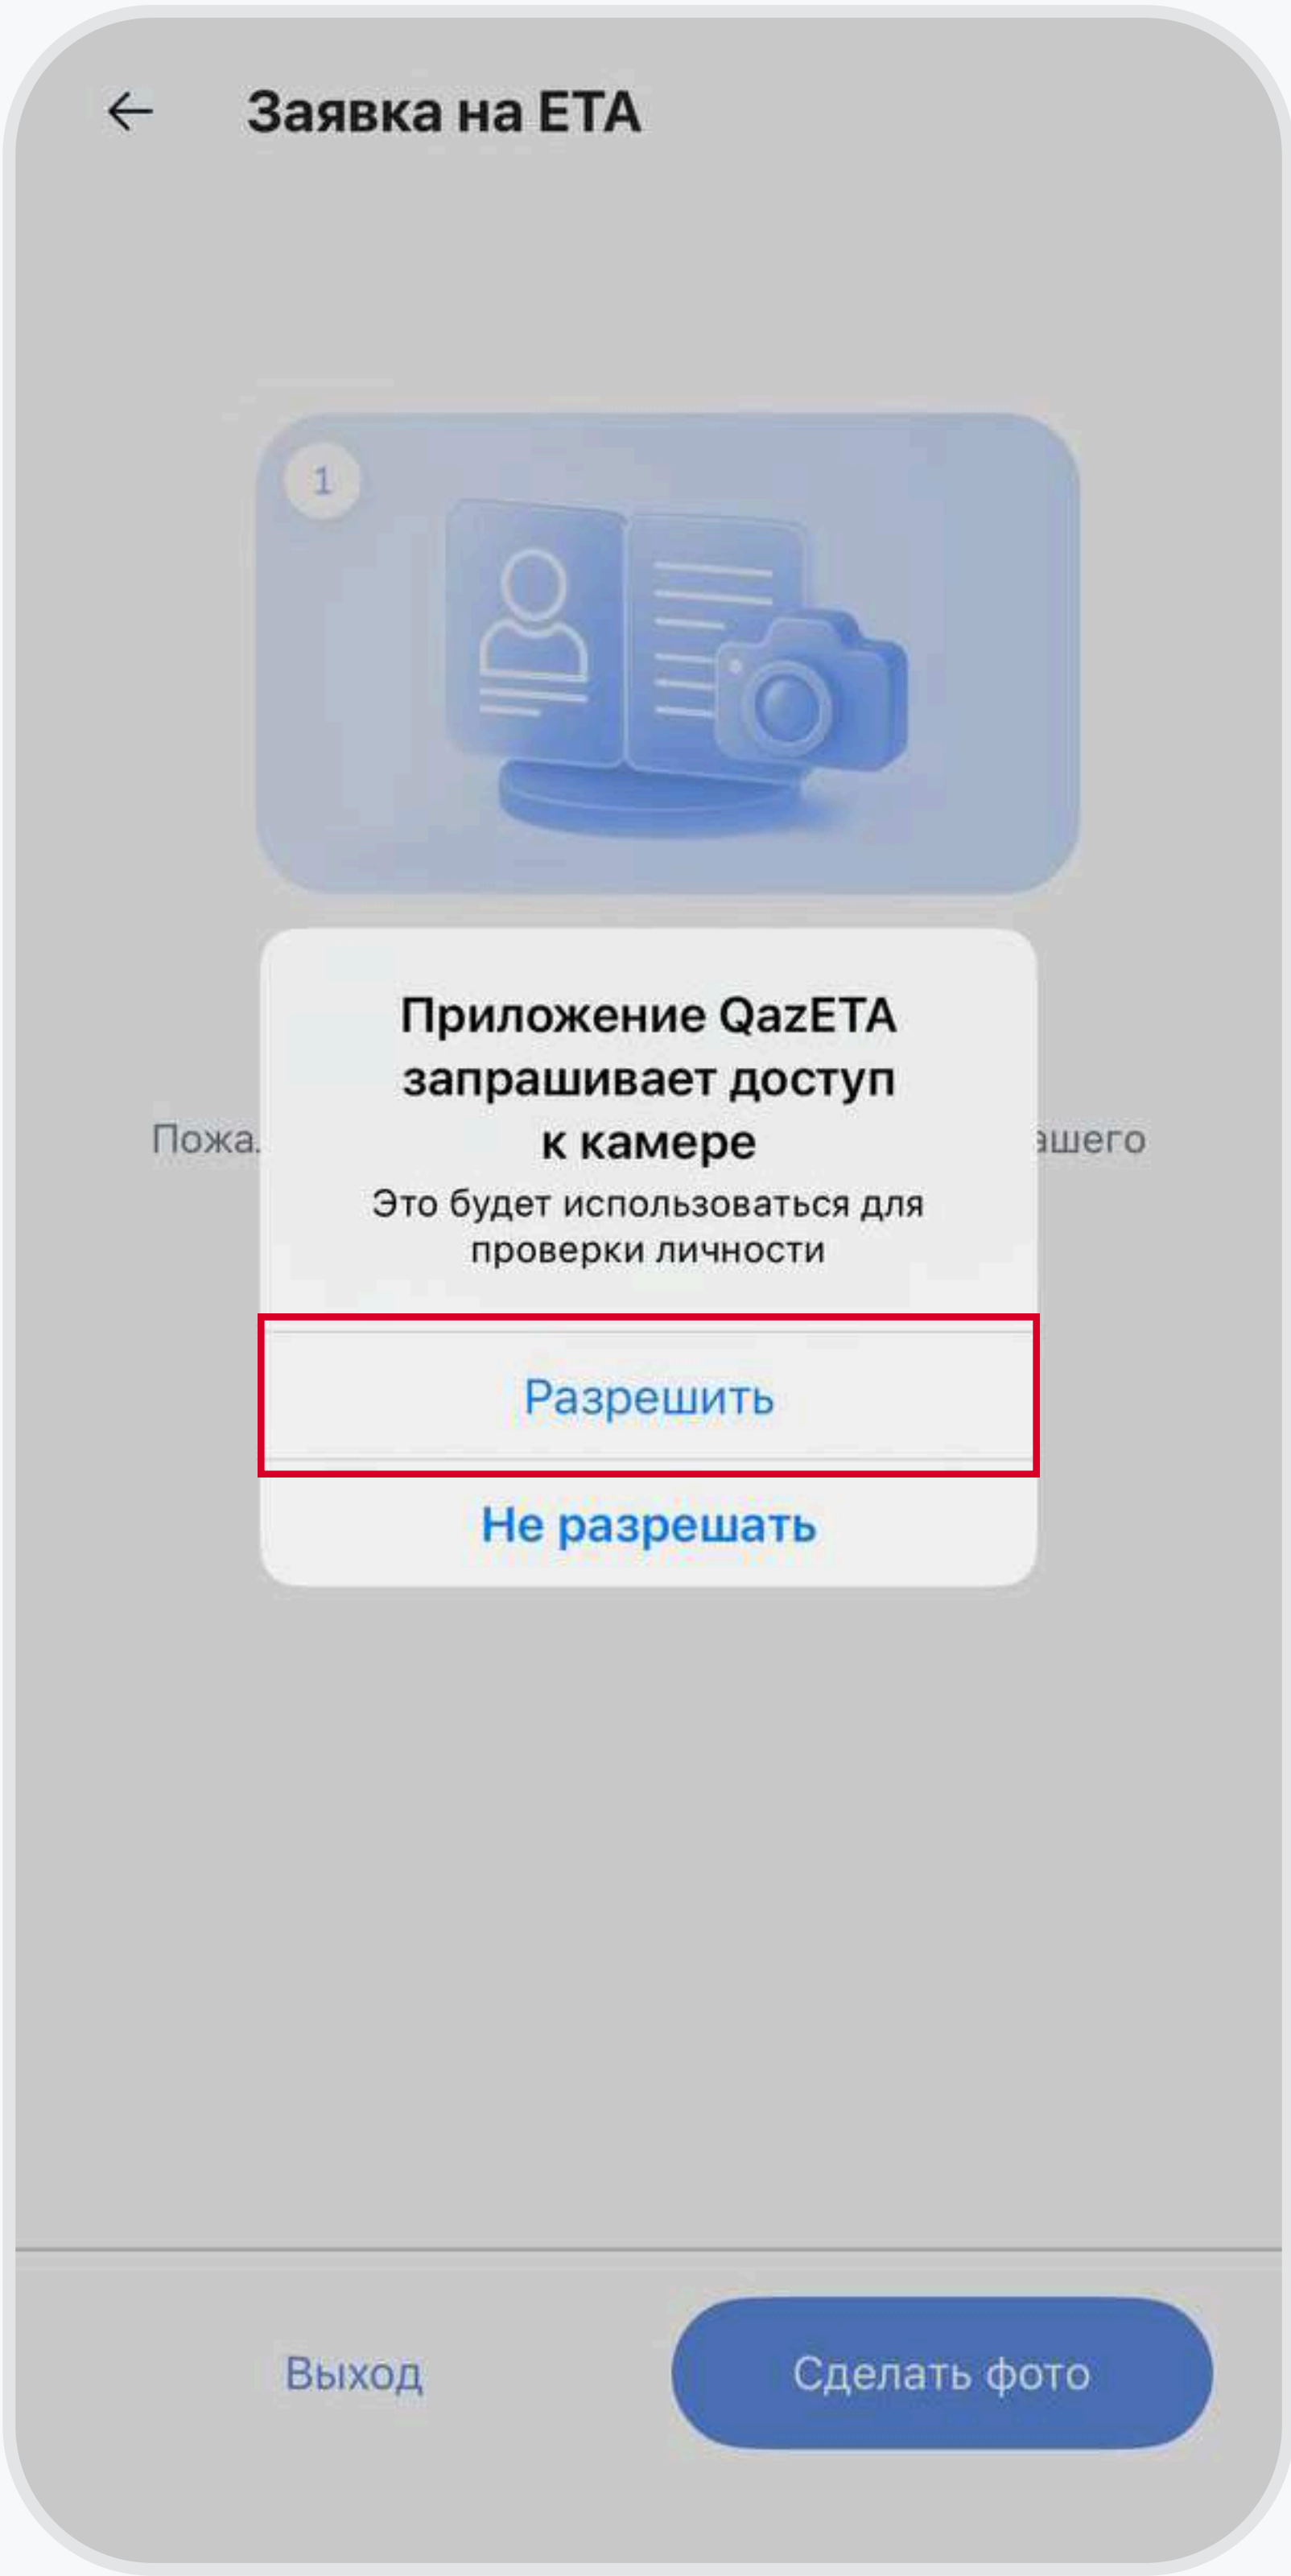 Заявка на ETA
1
Приложение QazETA
запрашивает доступ
к камере
Это будет использоваться для
проверки личности
Разрешить
Не разрешать
Выход
Сделать фото